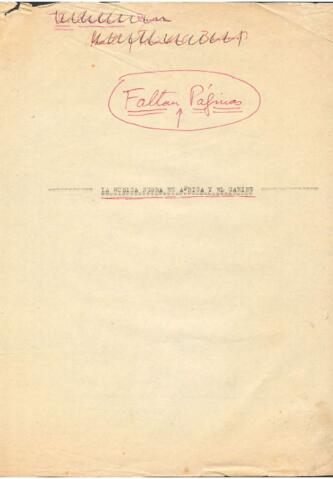 Faltan Páginas
LA MUSICA NEGRA EN AFRICA Y EL CARIBE